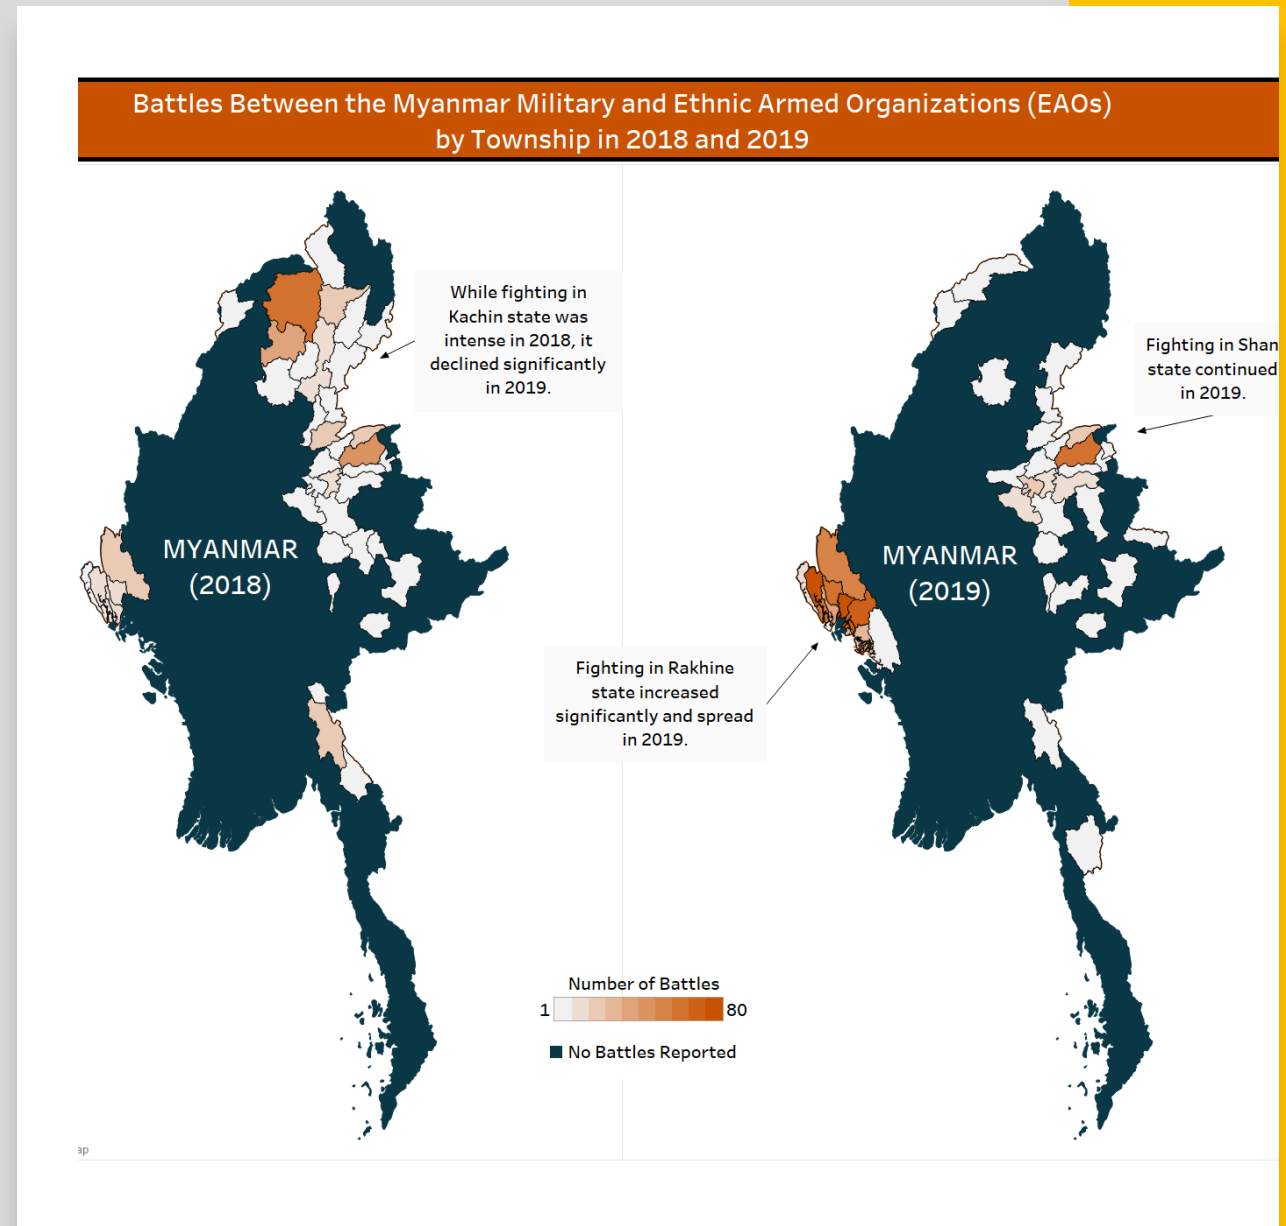 Battles Between the Myanmar Military and Ethnic Armed Organizations (EAOs)
by Township in 2018 and 2019
While fighting in
Kachin state was
intense in 2018, it
declined significantly
in 2019.
Fighting in Shan
state continued
in 2019.
MYANMAR
(2018)
MYANMAR
(2019)
Fighting in Rakhine
state increased
significantly and spread
in 2019.
Number of Battles
1 80
No Battles Reported
ap